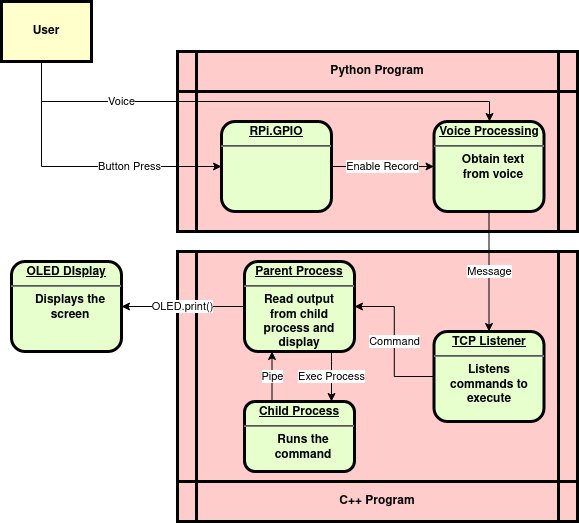 User
Python Program
Voice
RPi.GPIO
Voice Processing
Button Press
Enable Record
Obtain text
from voice
Message
OLED DIsplay
Displays the
screen
OLED.print()
Parent Process
Read output
from child
process and
display
Command
TCP Listener
Listens
commands to
execute
Pipe
Exec Process
Child Process
Runs the
command
C++ Program